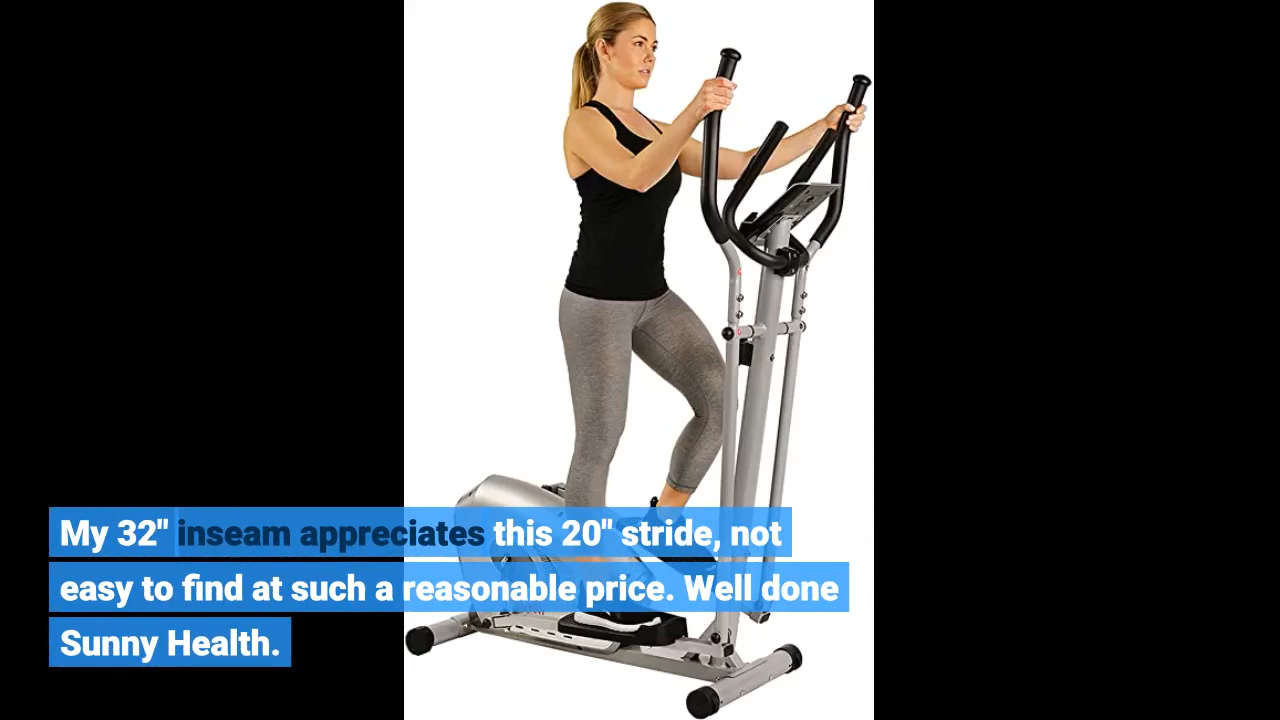 My 32" inseam appreciates this 20" stride, not
easy to find at such a reasonable price. Well done
Sunny Health.